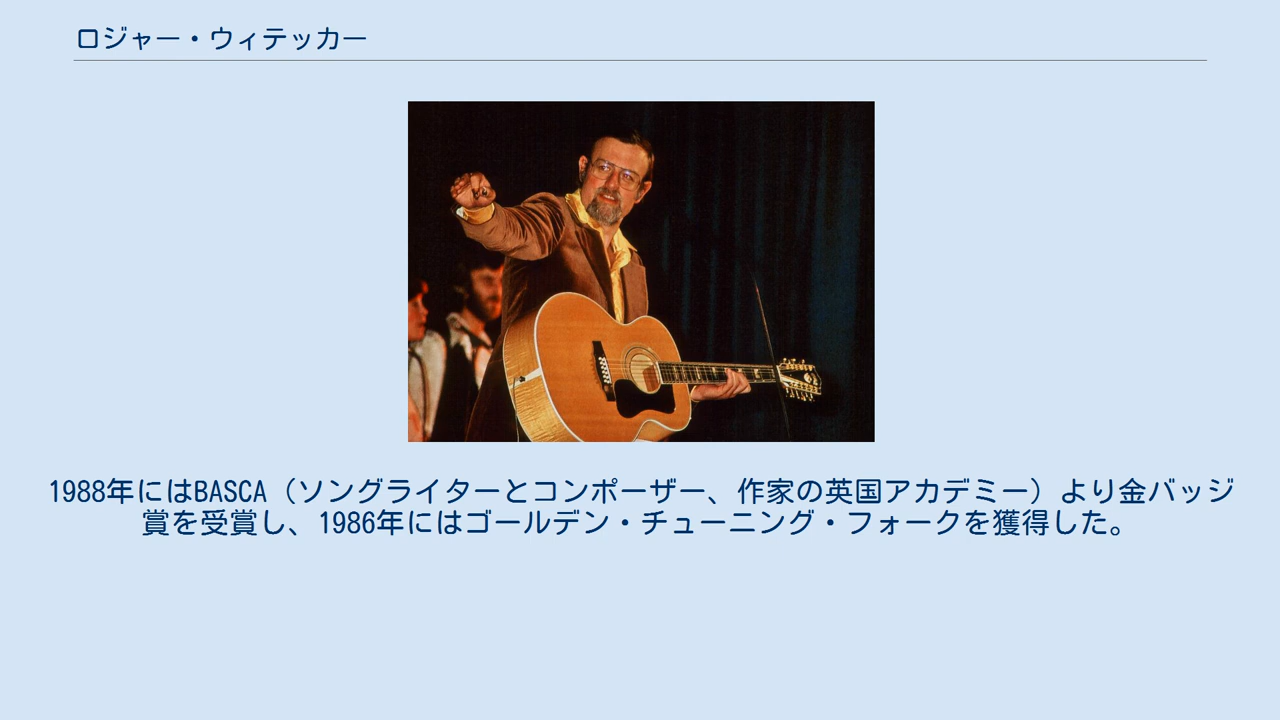 ロジャー・ウィテッカー
1988年にはBASCA（ソングライターとコンポーザー、作家の英国アカデミー）より金バッジ
賞を受賞し、1986年にはゴールデン・チューニング・フォークを獲得した。